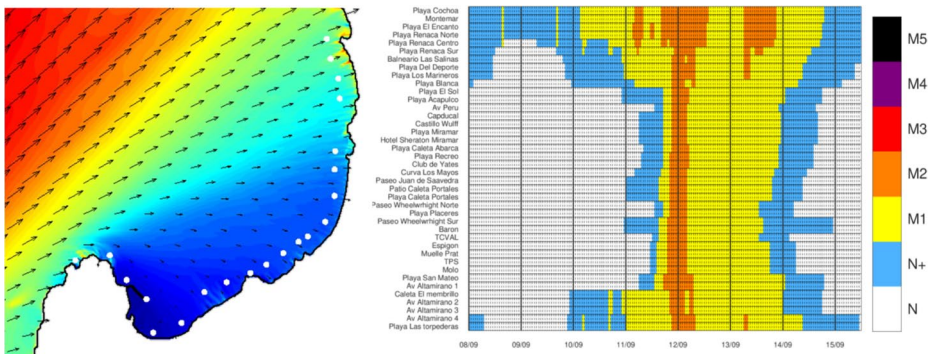 Playa Cochoa
Montemar
Playa El Encanto
Playa Renaca Norte
Playa Renaca Centro
Playa Renaca Sur
Balneario Las Salinas
Playa Del Deporte
Playa Los Marineros
Playa Blanca
Playa El Sol
Playa Acapulco
Av Peru
Capducal
Castillo Wulff
Playa Miramar
Hotel Sheraton Miramar
Playa Caleta Abarca
Playa Recreo
Club de Yates
Curva Los Mayos
Paseo Juan de Saavedra
Patio Caleta Portales
Playa Caleta Portales
Paseo Wheelwrhight Norte
Playa Placeres
Paseo Wheelwrhight Sur
Baron
TCVAL
Espigon
Muelle Prat
TPS
Molo
Playa San Mateo
Av Altamirano 1
Caleta El membrillo
Av Altamirano 2
Av Altamirano 3
Av Altamirano 4
Playa Las torpederas
08/09 09/09 10/09 11/09 12/09 13/09 14/09 15/09
M5
M4
M3
M2
M1
N+
N